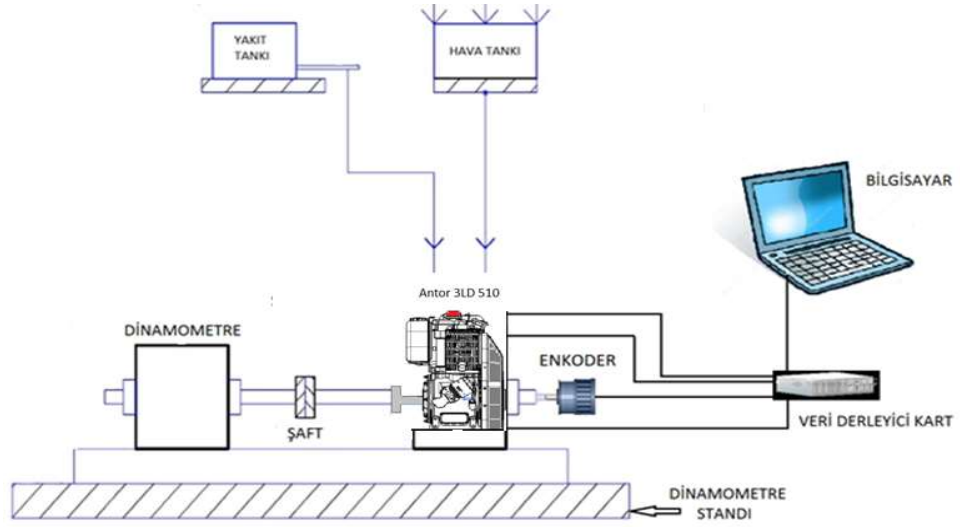 YAKIT
TANKI
HAVA TANKI
BİLGİSAYAR
Antor 3LD 510
DİNAMOMETRE
ENKODER
ŞAFT
VERİ DERLEYİCİ KART
DİNAMOMETRE
STANDI